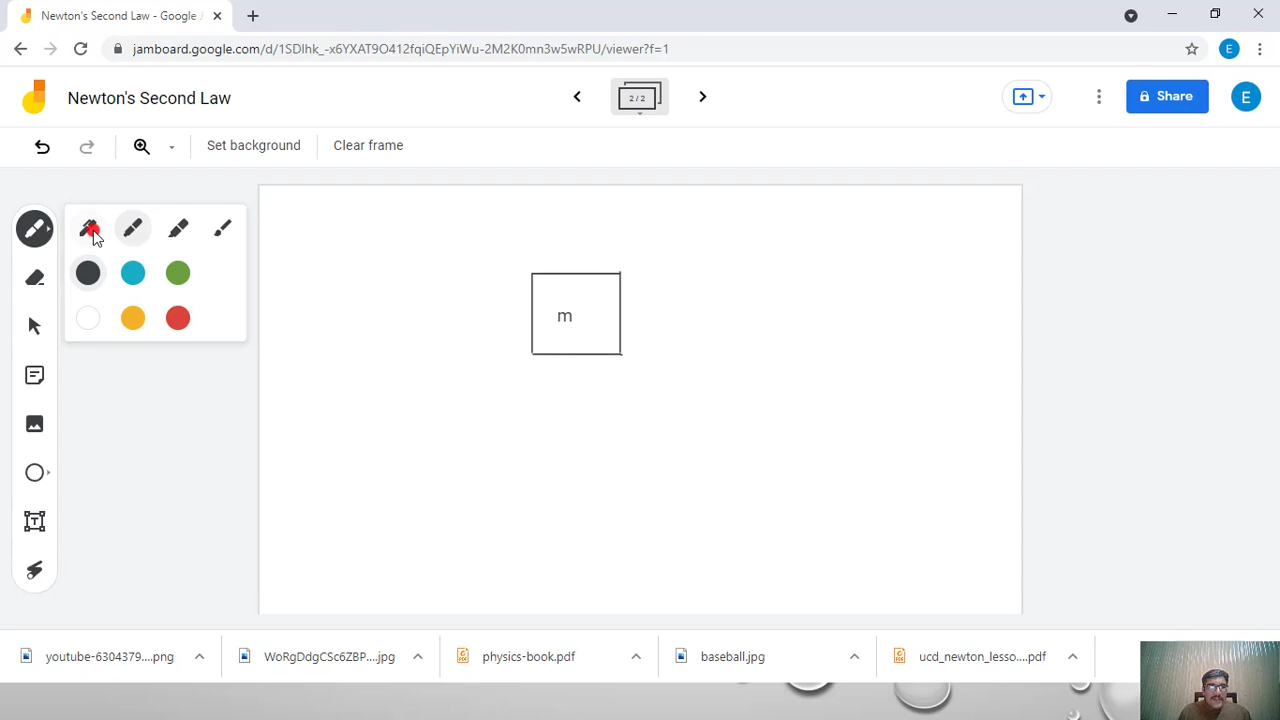 Newton's Second Law - Google J
jamboard.google.com/d/1SDlhk_-x6YXAT9O412fqiQEpYiWu-2M2K0mn3w5wRPU/viewer?f=1
E
Newton's Second Law
2 / 2
Share
E
Set background
Clear frame
m
youtube-6304379....png
WoRgDdgCSc6ZBP....jpg
physics-book.pdf
baseball.jpg
ucd_newton_lesso....pdf